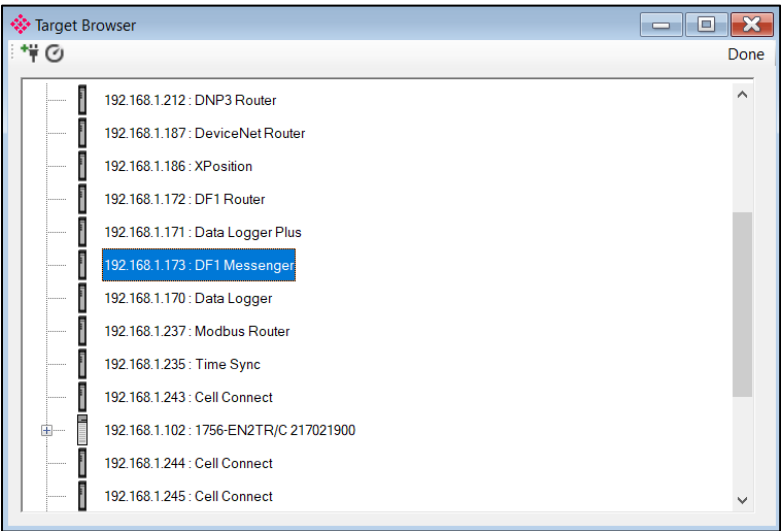 Target Browser
Done
192.168.1.212 : DNP3 Router
192.168.1.187 : DeviceNet Router
192.168.1.186 : XPosition
192.168.1.172 : DF1 Router
192.168.1.171 : Data Logger Plus
192.168.1.173 : DF1 Messenger
192.168.1.170 : Data Logger
192.168.1.237 : Modbus Router
192.168.1.235 : Time Sync
192.168.1.243 : Cell Connect
192.168.1.102 : 1756-EN2TR/C 217021900
192.168.1.244 : Cell Connect
192.168.1.245 : Cell Connect